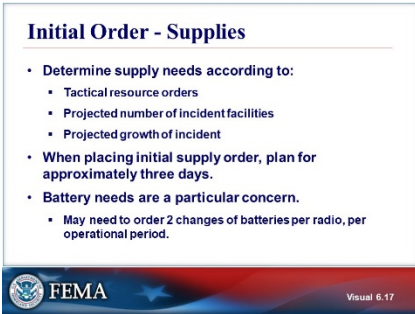 Initial Order - Supplies
• Determine supply needs according to:
▪ Tactical resource orders
▪ Projected number of incident facilities
▪ Projected growth of incident
• When placing initial supply order, plan for
approximately three days.
• Battery needs are a particular concern.
▪ May need to order 2 changes of batteries per radio, per
operational period.
FEMA
Visual 6.17